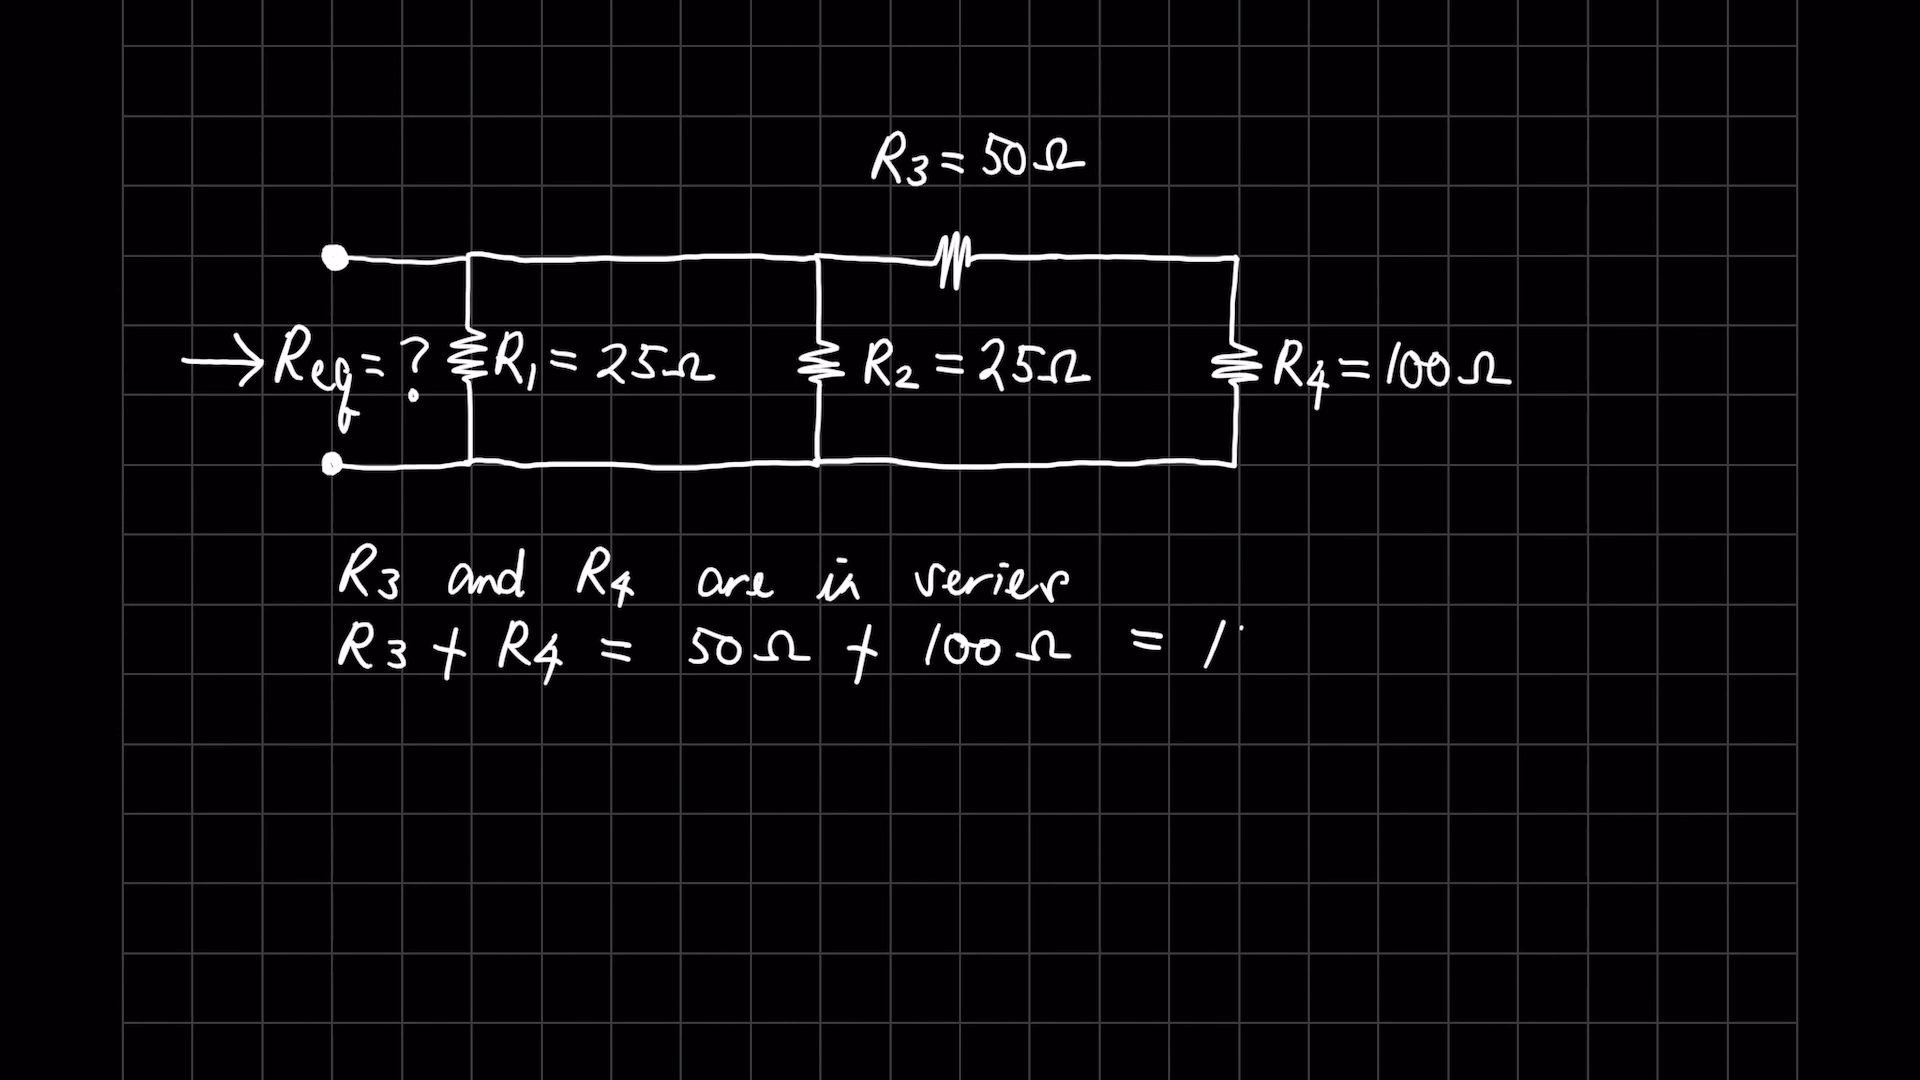 R3 = 50Ω
→ Req = ? R1 = 25Ω R2 = 25Ω R4 = 100Ω
R3 and R4 are in series
R3 + R4 = 50Ω + 100Ω = 1